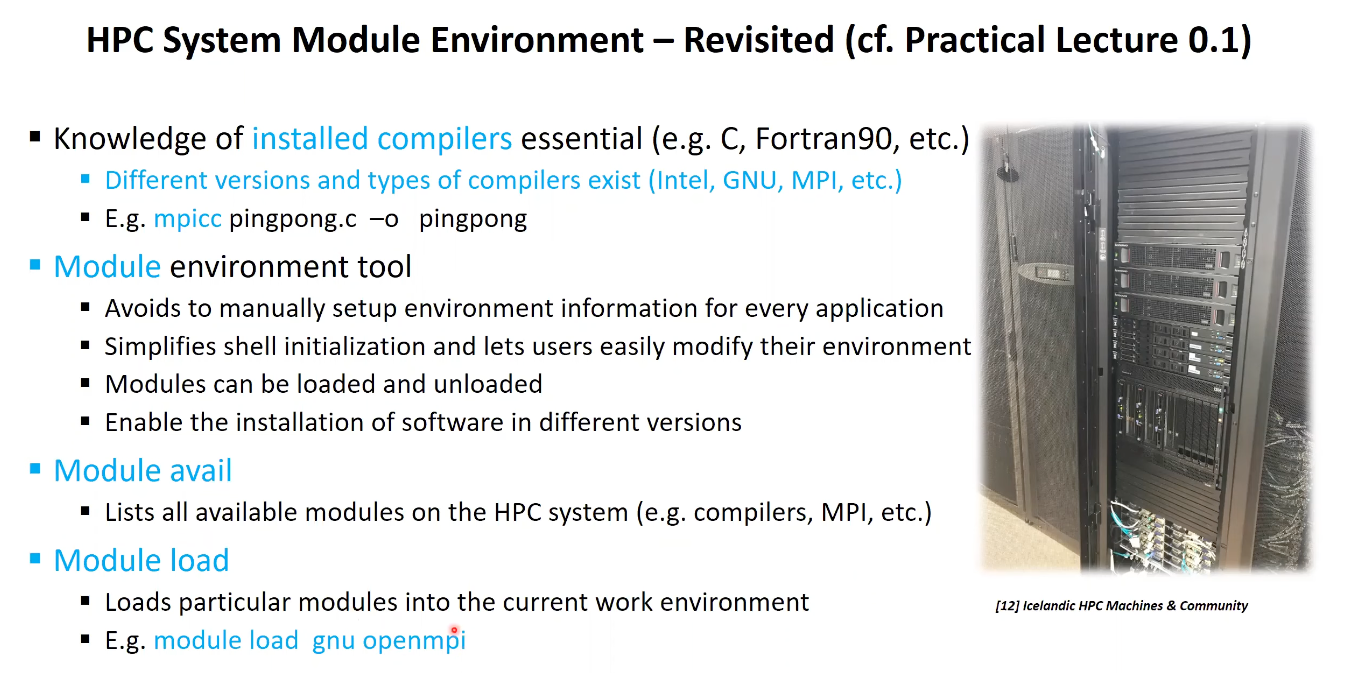 HPC System Module Environment – Revisited (cf. Practical Lecture 0.1)
▪ Knowledge of installed compilers essential (e.g. C, Fortran90, etc.)
▪ Different versions and types of compilers exist (Intel, GNU, MPI, etc.)
▪ E.g. mpicc pingpong.c –o pingpong
▪ Module environment tool
▪ Avoids to manually setup environment information for every application
▪ Simplifies shell initialization and lets users easily modify their environment
▪ Modules can be loaded and unloaded
▪ Enable the installation of software in different versions
▪ Module avail
▪ Lists all available modules on the HPC system (e.g. compilers, MPI, etc.)
▪ Module load
▪ Loads particular modules into the current work environment
▪ E.g. module load gnu openmpi
[12] Icelandic HPC Machines & Community